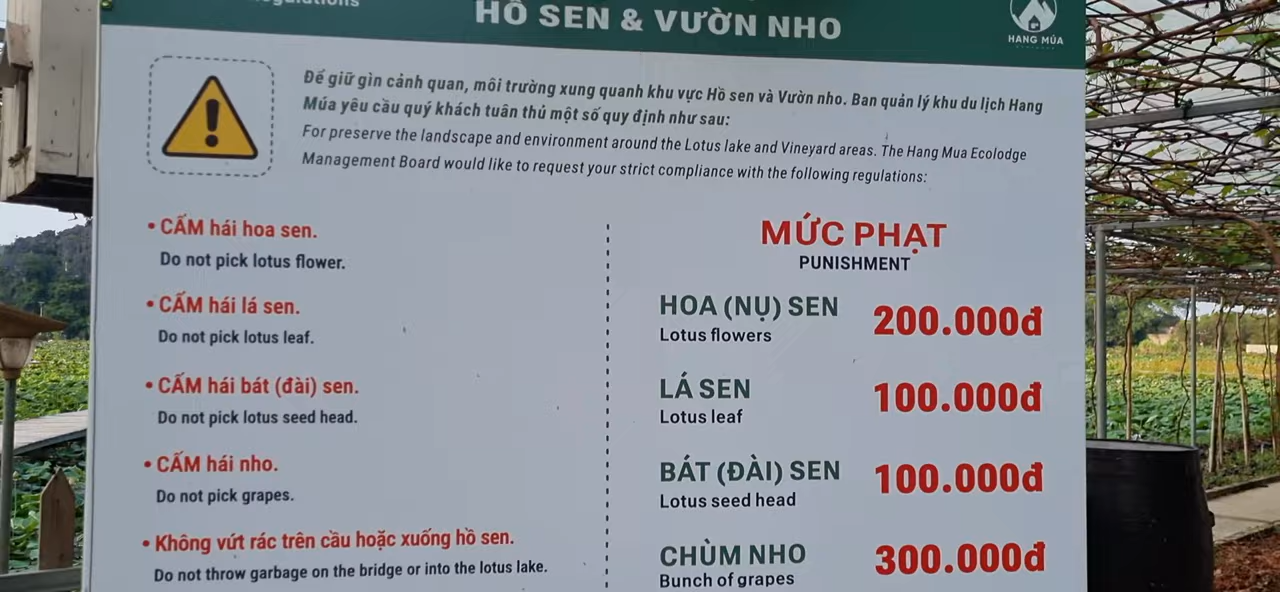 HỒ SEN & VƯỜN NHO
HANG MÚA
Để giữ gìn cảnh quan, môi trường xung quanh khu vực Hồ sen và Vườn nho. Ban quản lý khu du lịch Hang
Múa yêu cầu quý khách tuân thủ một số quy định như sau:
For preserve the landscape and environment around the Lotus lake and Vineyard areas. The Hang Mua Ecolodge
Management Board would like to request your strict compliance with the following regulations:
• CẤM hái hoa sen.
Do not pick lotus flower.
• CẤM hái lá sen.
Do not pick lotus leaf.
• CẤM hái bát (đài) sen.
Do not pick lotus seed head.
• CẤM hái nho.
Do not pick grapes.
• Không vứt rác trên cầu hoặc xuống hồ sen.
Do not throw garbage on the bridge or into the lotus lake.
MỨC PHẠT
PUNISHMENT
HOA (NỤ) SEN 200.000đ
Lotus flowers
LÁ SEN 100.000đ
Lotus leaf
BÁT (ĐÀI) SEN 100.000đ
Lotus seed head
CHÙM NHO 300.000đ
Bunch of grapes